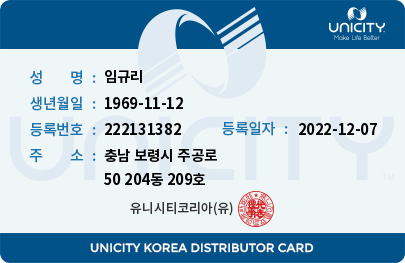 UNICITY
Make Life Better
성 명 : 임규리
생년월일 : 1969-11-12
등록번호 : 222131382 등록일자 : 2022-12-07
주 소 : 충남 보령시 주공로
50 204동 209호
유니시티코리아(유)
UNICITY
TM
UNICITY KOREA DISTRIBUTOR CARD